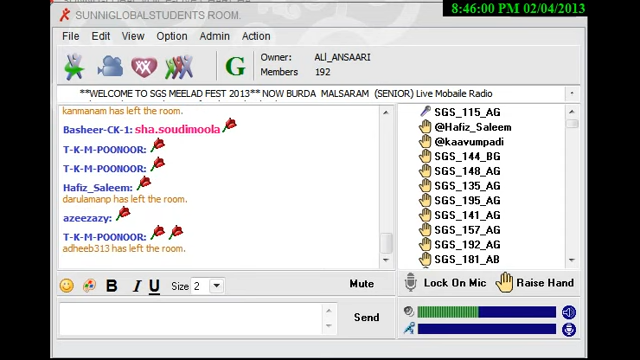 8:46:00 PM 02/04/2013
SUNNIGLOBALSTUDENTS ROOM.
File Edit View Option Admin Action
G
Owner: ALI_ANSAARI
Members 192
**WELCOME TO SGS MEELAD FEST 2013** NOW BURDA MALSARAM (SENIOR) Live Mobaile Radio
kanmanam has left the room.
Basheer-CK-1: sha.soudimoola
T-K-M-POONOOR:
T-K-M-POONOOR:
Hafiz_Saleem:
darulamanp has left the room.
azeezazy:
T-K-M-POONOOR:
adheeb313 has left the room.
SGS_115_AG
@Hafiz_Saleem
@kaavumpadi
SGS_144_BG
SGS_148_AG
SGS_135_AG
SGS_195_AG
SGS_141_AG
SGS_157_AG
SGS_192_AG
SGS_181_AB
B I U Size 2 Mute
Lock On Mic Raise Hand
Send